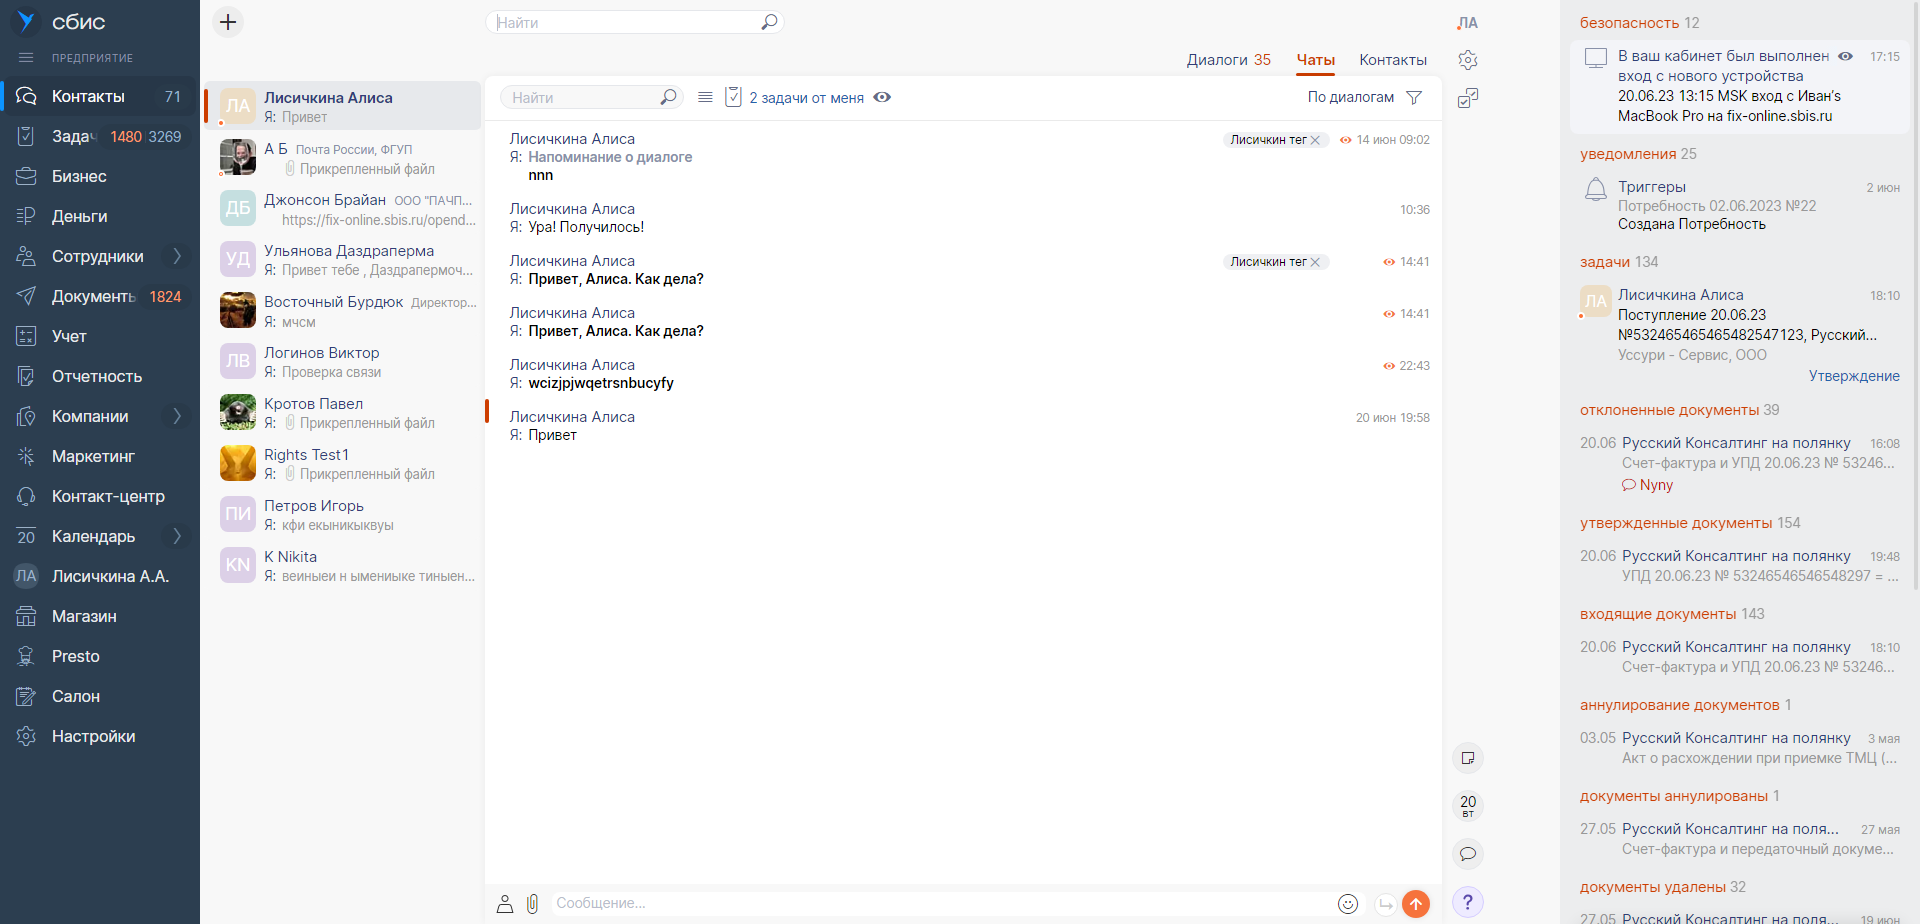 сбис
ПРЕДПРИЯТИЕ
Контакты 71
Задач 1480 3269
Бизнес
Деньги
Сотрудники
Документы 1824
Учет
Отчетность
Компании
Маркетинг
Контакт-центр
20 Календарь
ЛА Лисичкина А.А.
Магазин
Presto
Салон
Настройки
Найти
Диалоги 35 Чаты Контакты
ЛА
ЛА Лисичкина Алиса
Я: Привет
А Б Почта России, ФГУП
Прикрепленный файл
ДБ Джонсон Брайан ООО "ПАЧП...
https://fix-online.sbis.ru/opend...
УД Ульянова Даздраперма
Я: Привет тебе , Даздрапермоч...
Восточный Бурдюк Директор...
Я: мчсм
ЛВ Логинов Виктор
Я: Проверка связи
Кротов Павел
Я: Прикрепленный файл
Rights Test1
Я: Прикрепленный файл
ПИ Петров Игорь
Я: кфи екыникыквуы
KN K Nikita
Я: веиныеи н ымениыке тиныен...
Найти 2 задачи от меня По диалогам
Лисичкина Алиса Лисичкин тег 14 июн 09:02
Я: Напоминание о диалоге
nnn
Лисичкина Алиса 10:36
Я: Ура! Получилось!
Лисичкина Алиса Лисичкин тег 14:41
Я: Привет, Алиса. Как дела?
Лисичкина Алиса 14:41
Я: Привет, Алиса. Как дела?
Лисичкина Алиса 22:43
Я: wcizjpjwqetrsnbucyfy
Лисичкина Алиса 20 июн 19:58
Я: Привет
Сообщение...
20
ВТ
?
безопасность 12
В ваш кабинет был выполнен 17:15
вход с нового устройства
20.06.23 13:15 MSK вход с Иван's
MacBook Pro на fix-online.sbis.ru
уведомления 25
Триггеры 2 июн
Потребность 02.06.2023 №22
Создана Потребность
задачи 134
ЛА Лисичкина Алиса 18:10
Поступление 20.06.23
№532465465465482547123, Русский...
Уссури - Сервис, ООО
Утверждение
отклоненные документы 39
20.06 Русский Консалтинг на полянку 16:08
Счет-фактура и УПД 20.06.23 № 53246...
Nyny
утвержденные документы 154
20.06 Русский Консалтинг на полянку 19:48
УПД 20.06.23 № 53246546546548297 = ...
входящие документы 143
20.06 Русский Консалтинг на полянку 18:10
Счет-фактура и УПД 20.06.23 № 53246...
аннулирование документов 1
03.05 Русский Консалтинг на полянку 3 мая
Акт о расхождении при приемке ТМЦ (...
документы аннулированы 1
27.05 Русский Консалтинг на поля... 27 мая
Счет-фактура и передаточный докуме...
документы удалены 32
27.05 Русский Консалтинг на поля... 19 июн